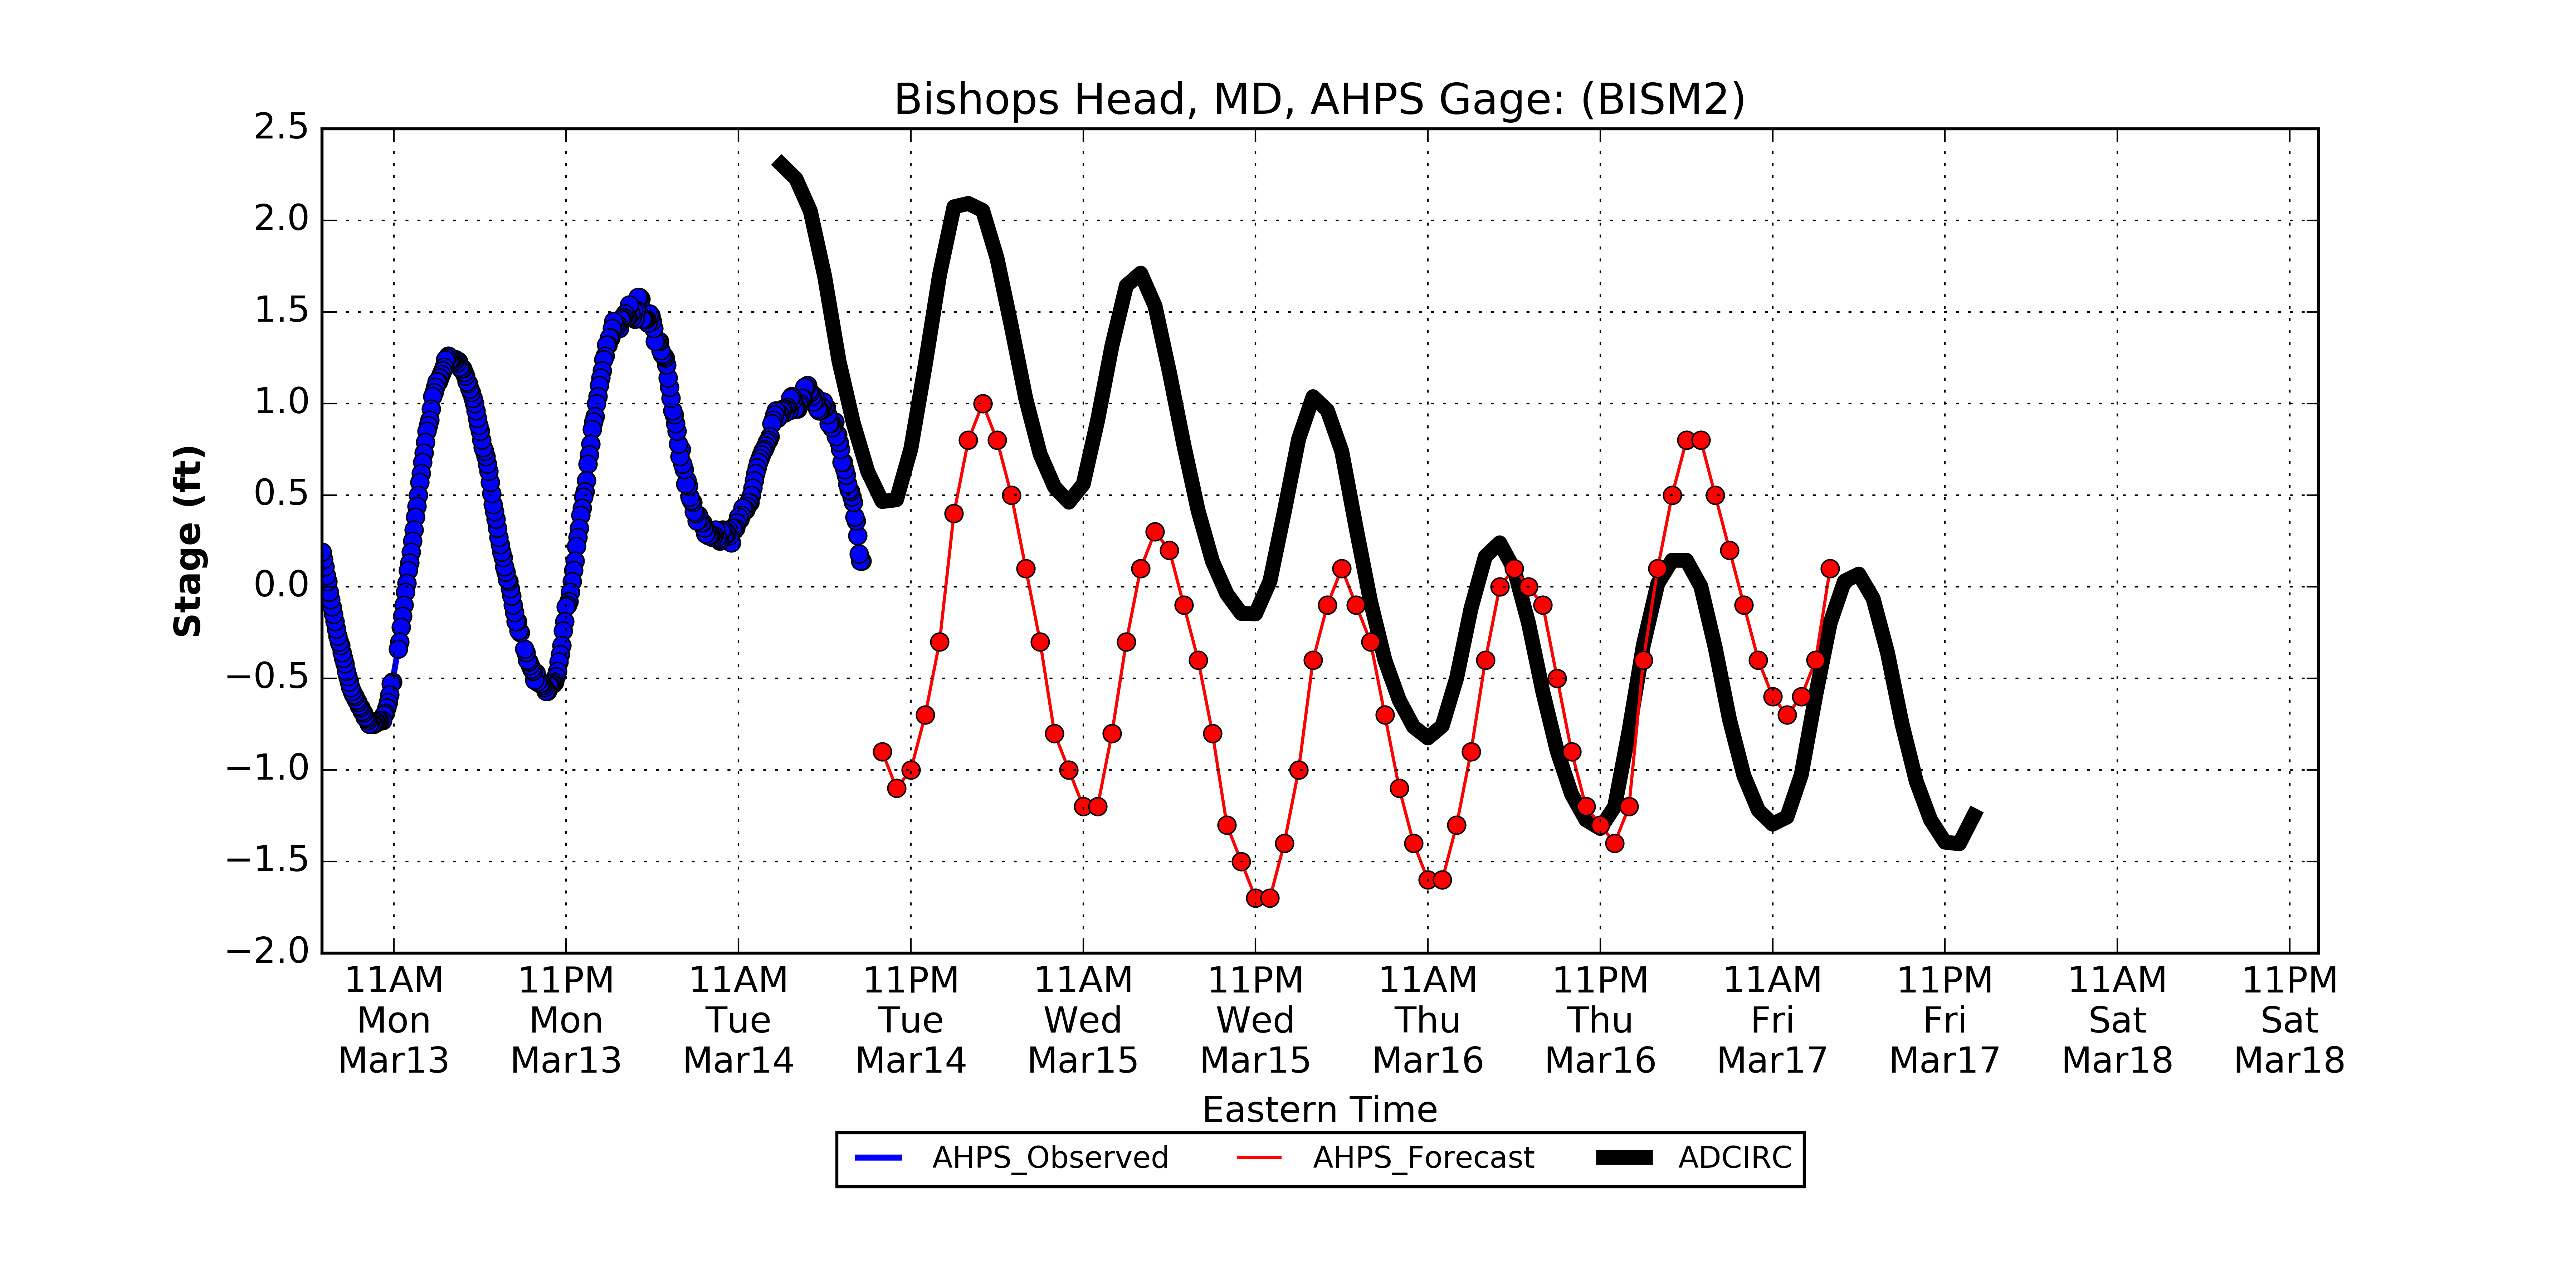 Bishops Head, MD, AHPS Gage: (BISM2)
2.5
2.0
1.5
1.0
0.5
0.0
−0.5
−1.0
−1.5
−2.0
Stage (ft)
11AM 11PM 11AM 11PM 11AM 11PM 11AM 11PM 11AM 11PM 11AM 11PM
Mon Mon Tue Tue Wed Wed Thu Thu Fri Fri Sat Sat
Mar13 Mar13 Mar14 Mar14 Mar15 Mar15 Mar16 Mar16 Mar17 Mar17 Mar18 Mar18
Eastern Time
AHPS_Observed AHPS_Forecast ADCIRC